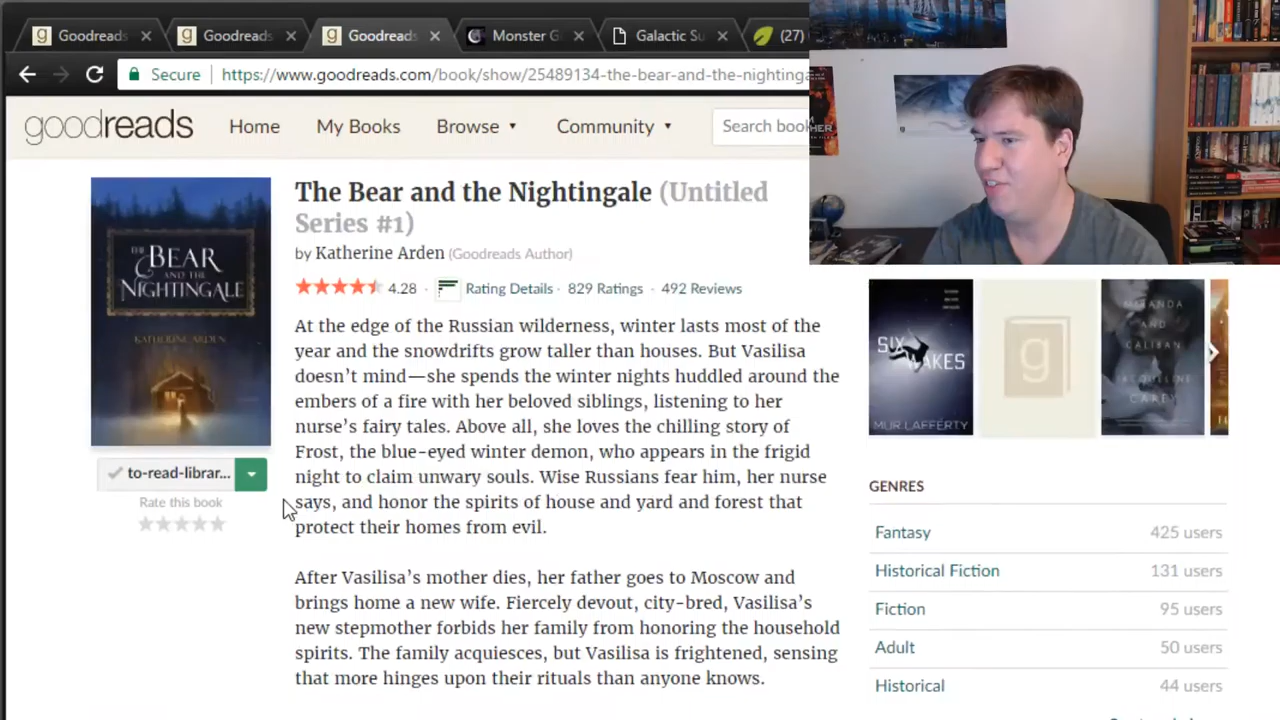 Goodreads
Goodreads
Goodreads
Monster G
Galactic Su
(27)
Secure
https://www.goodreads.com/book/show/25489134-the-bear-and-the-nightinga
goodreads
Home
My Books
Browse
Community
Search boo
The Bear and the Nightingale (Untitled
Series #1)
by Katherine Arden (Goodreads Author)
4.28 · Rating Details · 829 Ratings · 492 Reviews
THE
BEAR
AND THE
NIGHTINGALE
KATHERINE ARDEN
to-read-librar...
Rate this book
At the edge of the Russian wilderness, winter lasts most of the
year and the snowdrifts grow taller than houses. But Vasilisa
doesn't mind—she spends the winter nights huddled around the
embers of a fire with her beloved siblings, listening to her
nurse's fairy tales. Above all, she loves the chilling story of
Frost, the blue-eyed winter demon, who appears in the frigid
night to claim unwary souls. Wise Russians fear him, her nurse
says, and honor the spirits of house and yard and forest that
protect their homes from evil.
After Vasilisa's mother dies, her father goes to Moscow and
brings home a new wife. Fiercely devout, city-bred, Vasilisa's
new stepmother forbids her family from honoring the household
spirits. The family acquiesces, but Vasilisa is frightened, sensing
that more hinges upon their rituals than anyone knows.
SIX
WAKES
MUR LAFFERTY
g
MIRANDA
AND
CALIBAN
JACQUELINE
CAREY
GENRES
Fantasy 425 users
Historical Fiction 131 users
Fiction 95 users
Adult 50 users
Historical 44 users